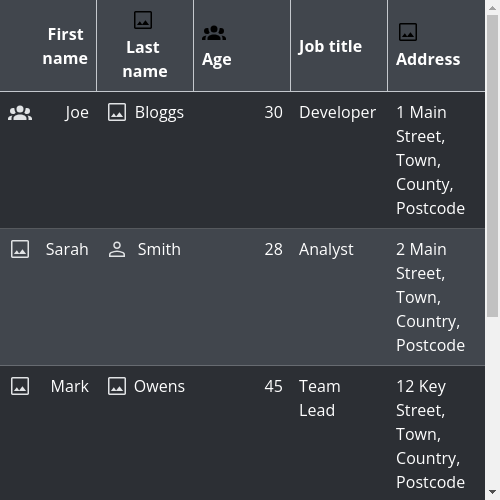 First name
Last name
Age
Job title
Address
Joe
Bloggs
30
Developer
1 Main
Street,
Town,
County,
Postcode
Sarah
Smith
28
Analyst
2 Main
Street,
Town,
Country,
Postcode
Mark
Owens
45
Team
Lead
12 Key
Street,
Town,
Country,
Postcode